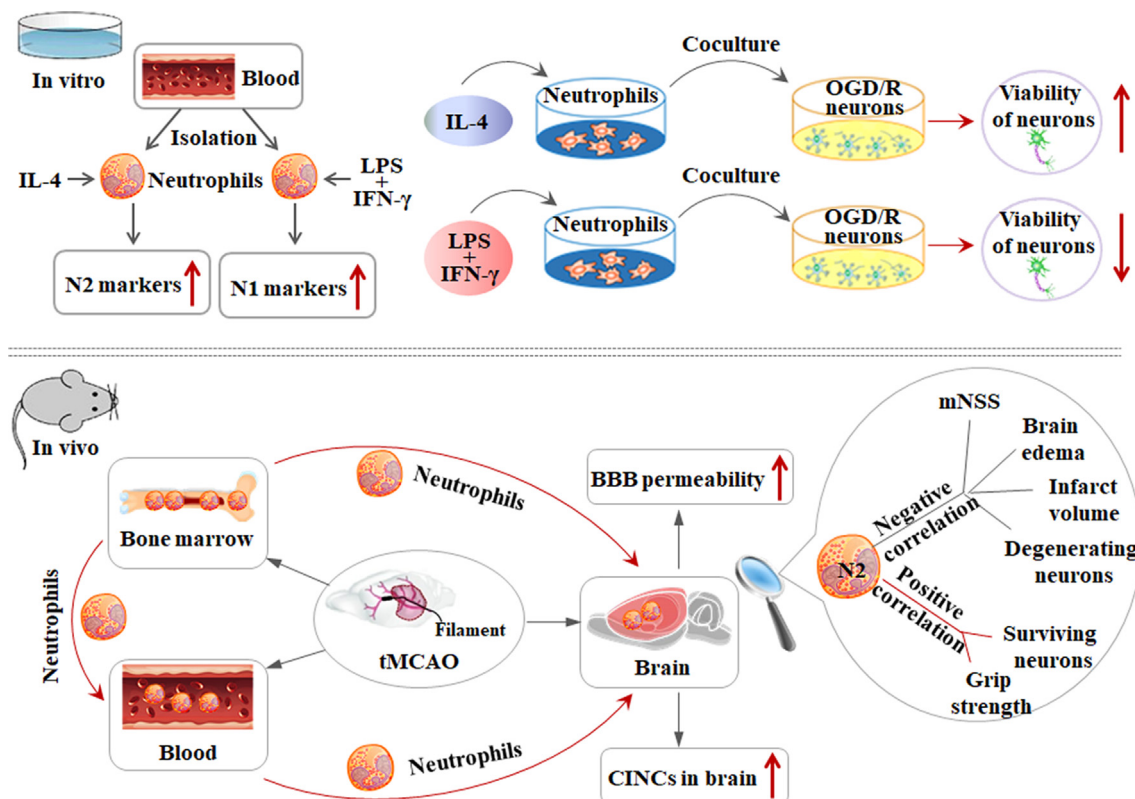 In vitro
Blood
Isolation
IL-4
Neutrophils
LPS
+
IFN-γ
N2 markers
N1 markers
IL-4
Neutrophils
Coculture
OGD/R
neurons
Viability
of neurons
LPS
+
IFN-γ
Neutrophils
Coculture
OGD/R
neurons
Viability
of neurons
In vivo
Bone marrow
Neutrophils
Blood
Neutrophils
Neutrophils
Filament
tMCAO
BBB permeability
Brain
CINCs in brain
N2
Negative
correlation
mNSS
Brain
edema
Infarct
volume
Degenerating
neurons
Positive
correlation
Surviving
neurons
Grip
strength